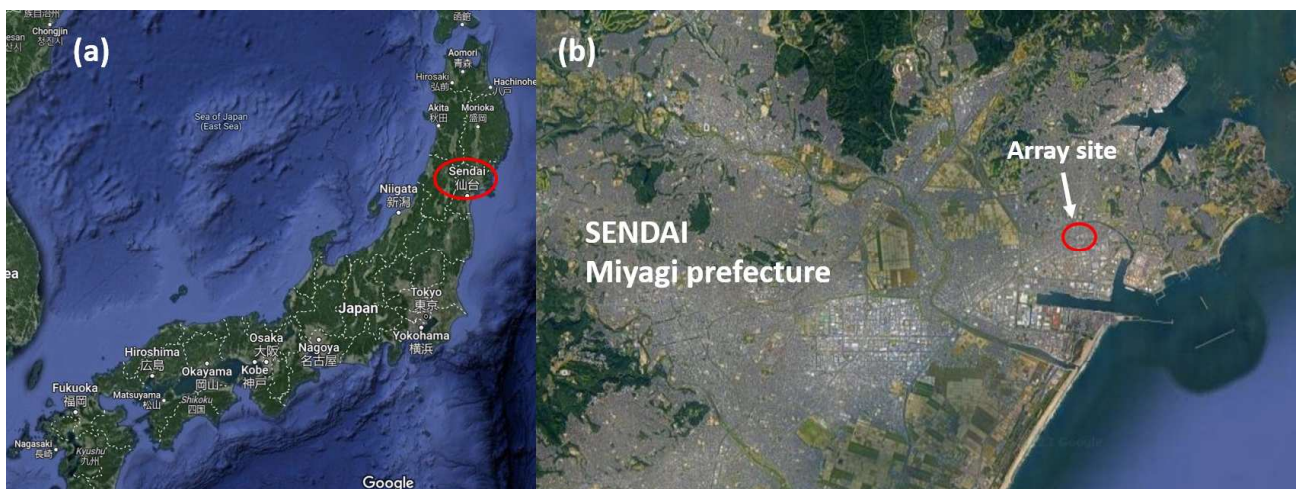 (a)
Chongjin
청진시
函館
Aomori
青森
Hirosaki
弘前
Hachinohe
八戸
Akita
秋田
Morioka
盛岡
Sea of Japan
(East Sea)
Sendai
仙台
Niigata
新潟
Japan
Tokyo
東京
Yokohama
横浜
Nagoya
名古屋
Osaka
大阪
Kobe
神戸
Okayama
岡山
Hiroshima
広島
Matsuyama
松山
Shikoku
四国
Fukuoka
福岡
Nagasaki
長崎
Kyushu
九州
Google
(b)
Array site
SENDAI
Miyagi prefecture